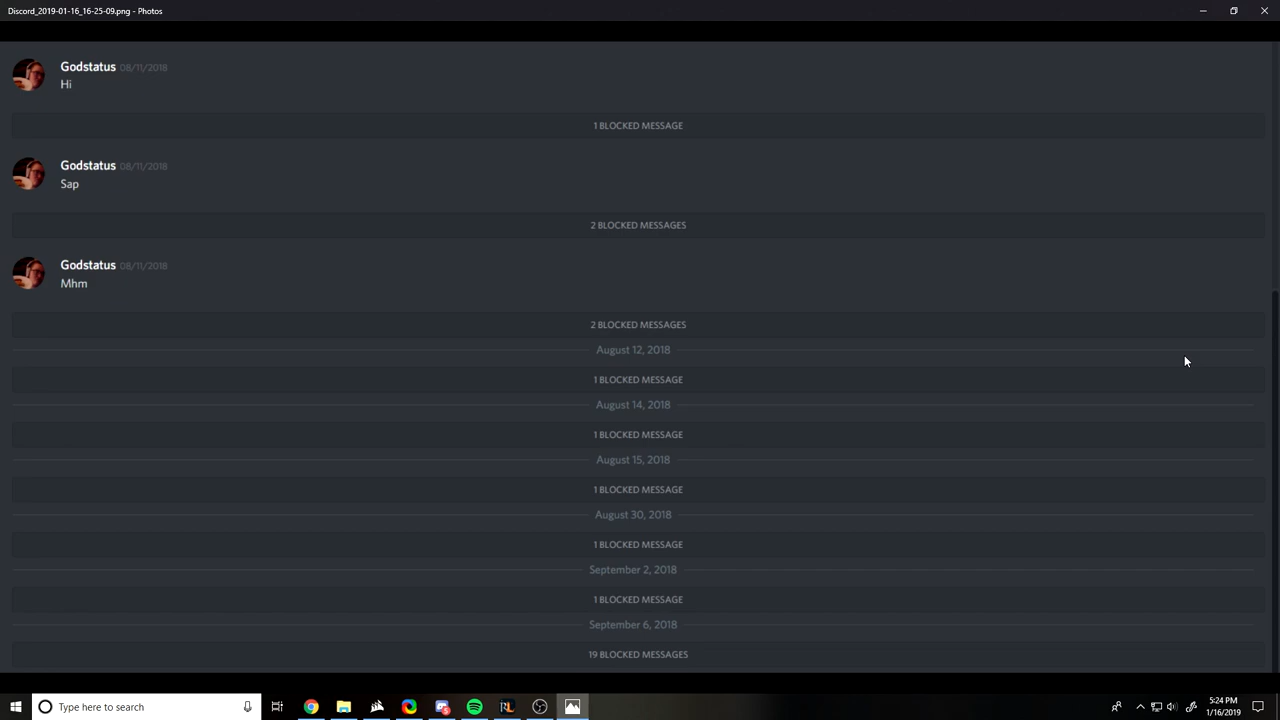 Discord_2019-01-16_16-25-09.png - Photos
Godstatus 08/11/2018
Hi
1 BLOCKED MESSAGE
Godstatus 08/11/2018
Sap
2 BLOCKED MESSAGES
Godstatus 08/11/2018
Mhm
2 BLOCKED MESSAGES
August 12, 2018
1 BLOCKED MESSAGE
August 14, 2018
1 BLOCKED MESSAGE
August 15, 2018
1 BLOCKED MESSAGE
August 30, 2018
1 BLOCKED MESSAGE
September 2, 2018
1 BLOCKED MESSAGE
September 6, 2018
19 BLOCKED MESSAGES
Type here to search
5:24 PM
1/16/2019